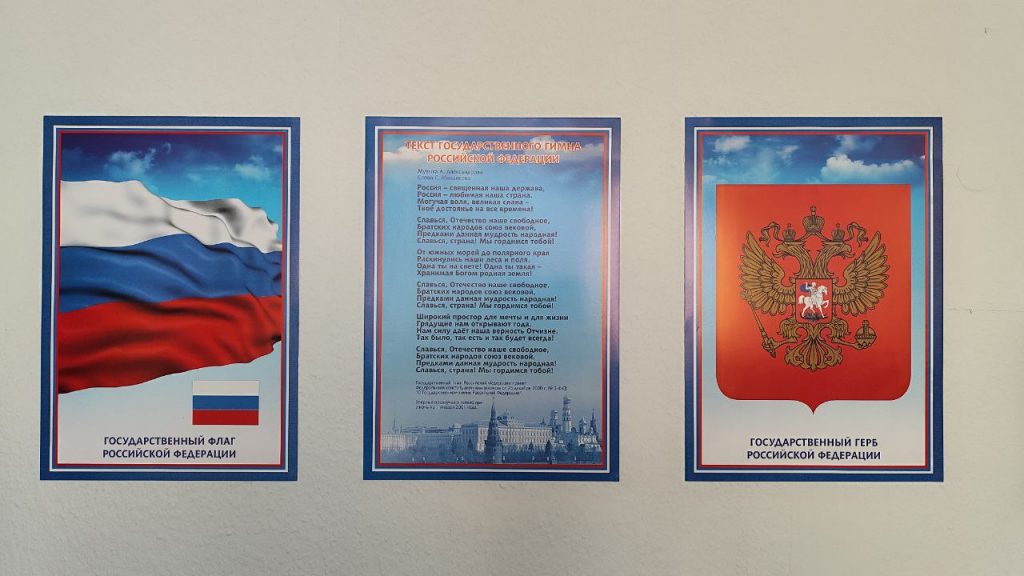 ГОСУДАРСТВЕННЫЙ ФЛАГ
РОССИЙСКОЙ ФЕДЕРАЦИИ
ТЕКСТ ГОСУДАРСТВЕННОГО ГИМНА
РОССИЙСКОЙ ФЕДЕРАЦИИ
Музыка А. Александрова
Слова С. Михалкова
Россия – священная наша держава,
Россия – любимая наша страна.
Могучая воля, великая слава –
Твоё достоянье на все времена!
Славься, Отечество наше свободное,
Братских народов союз вековой,
Предками данная мудрость народная!
Славься, страна! Мы гордимся тобой!
От южных морей до полярного края
Раскинулись наши леса и поля.
Одна ты на свете! Одна ты такая –
Хранимая Богом родная земля!
Славься, Отечество наше свободное,
Братских народов союз вековой,
Предками данная мудрость народная!
Славься, страна! Мы гордимся тобой!
Широкий простор для мечты и для жизни
Грядущие нам открывают года.
Нам силу даёт наша верность Отчизне.
Так было, так есть и так будет всегда!
Славься, Отечество наше свободное,
Братских народов союз вековой,
Предками данная мудрость народная!
Славься, страна! Мы гордимся тобой!
ГОСУДАРСТВЕННЫЙ ГЕРБ
РОССИЙСКОЙ ФЕДЕРАЦИИ